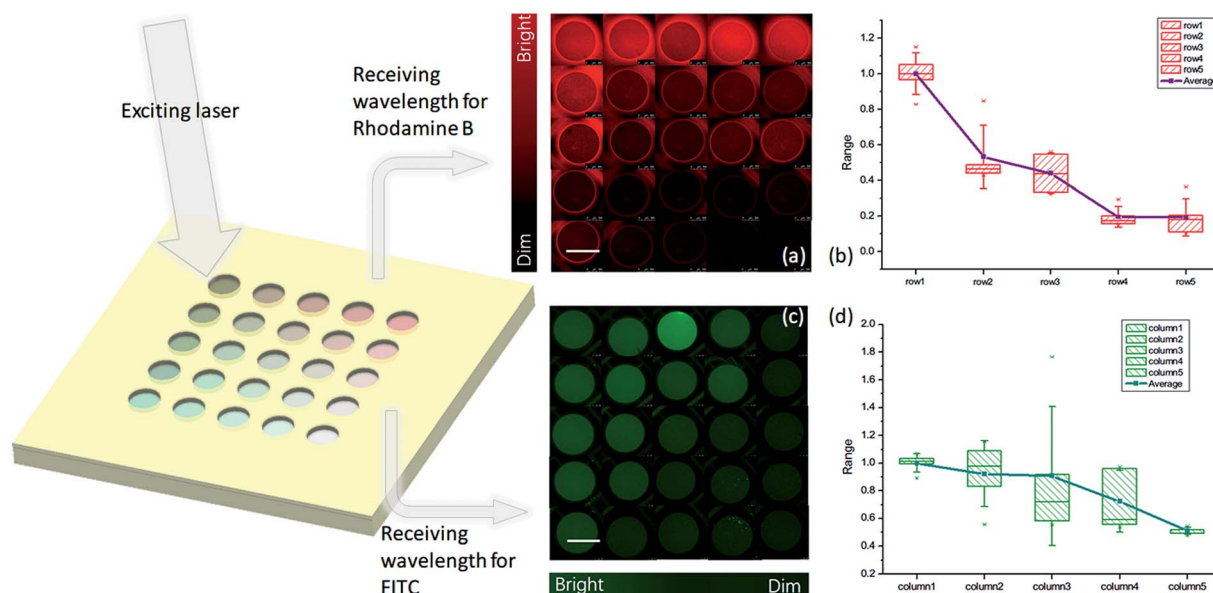 Exciting laser
Receiving
wavelength for
Rhodamine B
Receiving
wavelength for
FITC
Bright
Dim
(a)
(b)
Range
1.2
1.0
0.8
0.6
0.4
0.2
0.0
row1
row2
row3
row4
row5
row1
row2
row3
row4
row5
Average
(c)
Bright
Dim
(d)
Range
2.0
1.8
1.6
1.4
1.2
1.0
0.8
0.6
0.4
0.2
column1
column2
column3
column4
column5
column1
column2
column3
column4
column5
Average